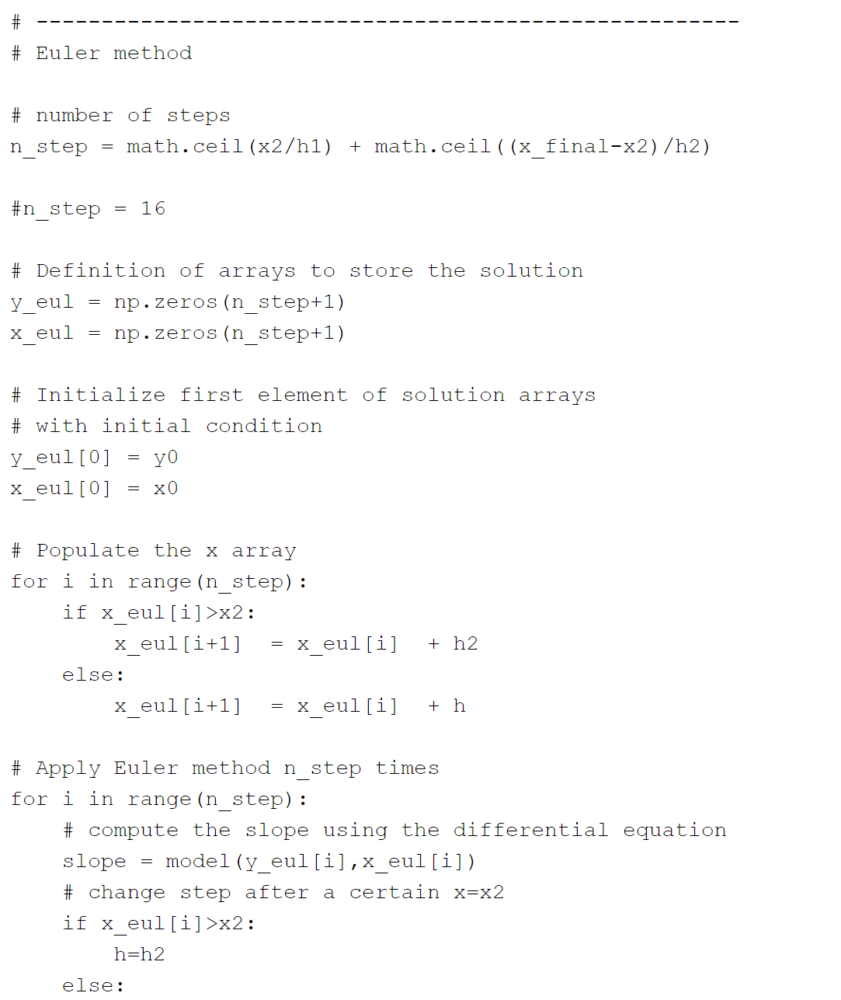 # ------------------------------------------------------
# Euler method
# number of steps
n_step = math.ceil(x2/h1) + math.ceil((x_final-x2)/h2)
#n_step = 16
# Definition of arrays to store the solution
y_eul = np.zeros(n_step+1)
x_eul = np.zeros(n_step+1)
# Initialize first element of solution arrays
# with initial condition
y_eul[0] = y0
x_eul[0] = x0
# Populate the x array
for i in range(n_step):
    if x_eul[i]>x2:
        x_eul[i+1]  = x_eul[i]  + h2
    else:
        x_eul[i+1]  = x_eul[i]  + h
# Apply Euler method n_step times
for i in range(n_step):
    # compute the slope using the differential equation
    slope = model(y_eul[i],x_eul[i])
    # change step after a certain x=x2
    if x_eul[i]>x2:
        h=h2
    else: